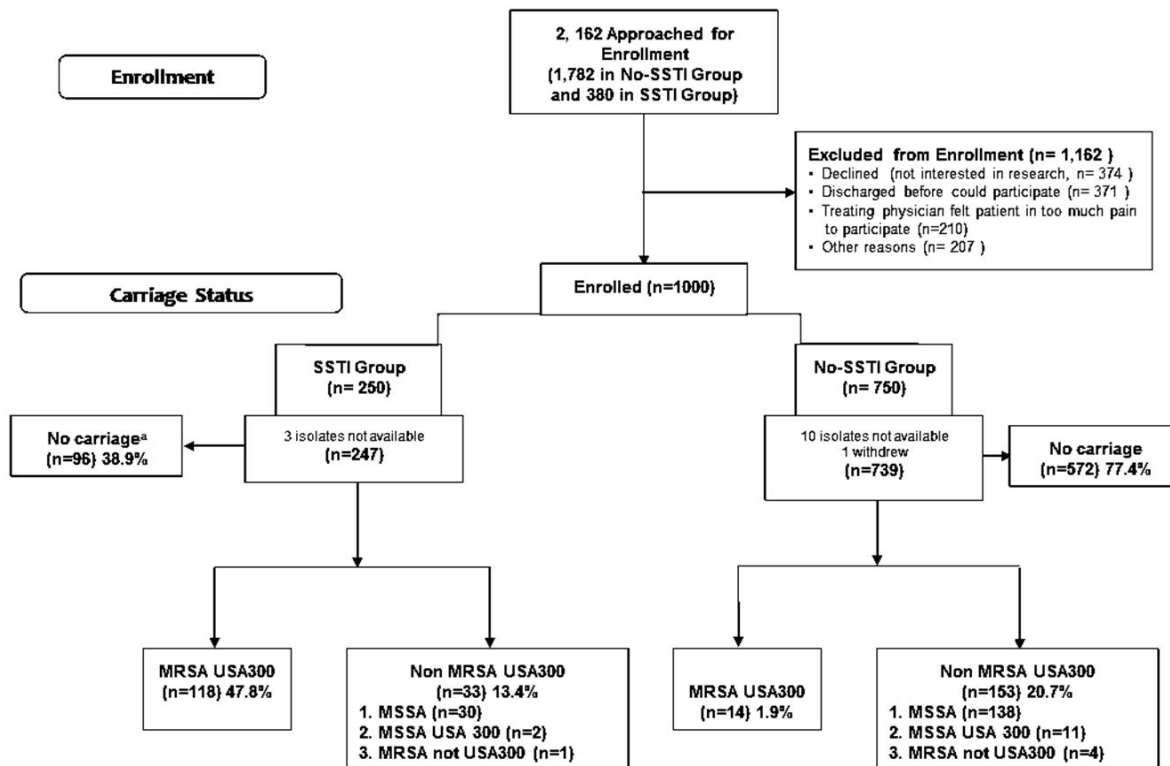 2, 162 Approached for
Enrollment
(1,782 in No-SSTI Group
and 380 in SSTI Group)
Enrollment
Excluded from Enrollment (n= 1,162 )
• Declined (not interested in research, n= 374 )
• Discharged before could participate (n= 371 )
• Treating physician felt patient in too much pain
to participate (n=210)
• Other reasons (n= 207 )
Enrolled (n=1000)
Carriage Status
SSTI Group
(n= 250)
No-SSTI Group
(n= 750)
No carriageᵃ
(n=96) 38.9%
3 isolates not available
(n=247)
10 isolates not available
1 withdrew
(n=739)
No carriage
(n=572) 77.4%
MRSA USA300
(n=118) 47.8%
Non MRSA USA300
(n=33) 13.4%
1. MSSA (n=30)
2. MSSA USA 300 (n=2)
3. MRSA not USA300 (n=1)
MRSA USA300
(n=14) 1.9%
Non MRSA USA300
(n=153) 20.7%
1. MSSA (n=138)
2. MSSA USA 300 (n=11)
3. MRSA not USA300 (n=4)